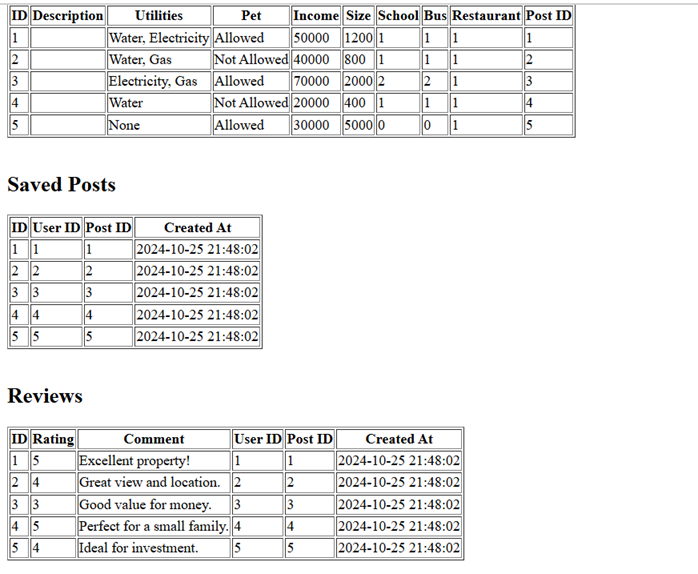 ID Description Utilities Pet Income Size School Bus Restaurant Post ID
1 Water, Electricity Allowed 50000 1200 1 1 1 1
2 Water, Gas Not Allowed 40000 800 1 1 1 2
3 Electricity, Gas Allowed 70000 2000 2 2 1 3
4 Water Not Allowed 20000 400 1 1 1 4
5 None Allowed 30000 5000 0 0 1 5
Saved Posts
ID User ID Post ID Created At
1 1 1 2024-10-25 21:48:02
2 2 2 2024-10-25 21:48:02
3 3 3 2024-10-25 21:48:02
4 4 4 2024-10-25 21:48:02
5 5 5 2024-10-25 21:48:02
Reviews
ID Rating Comment User ID Post ID Created At
1 5 Excellent property! 1 1 2024-10-25 21:48:02
2 4 Great view and location. 2 2 2024-10-25 21:48:02
3 3 Good value for money. 3 3 2024-10-25 21:48:02
4 5 Perfect for a small family. 4 4 2024-10-25 21:48:02
5 4 Ideal for investment. 5 5 2024-10-25 21:48:02